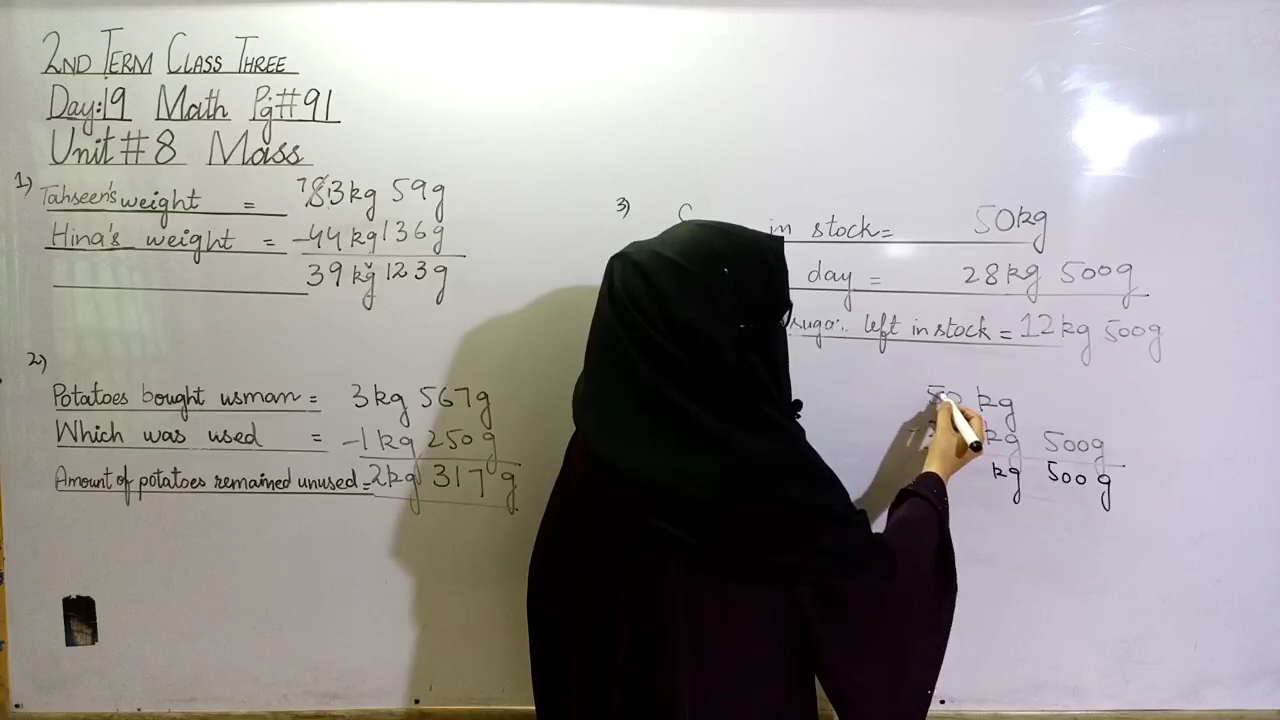 2ND TERM CLASS THREE
Day:19 Math Pg#91
Unit#8 Mass
1)
Tahseen's weight = 783kg 59g
Hina's weight = -44kg 136g
39kg 123g
2)
Potatoes bought usman = 3kg 567g
Which was used = -1kg 250g
Amount of potatoes remained unused = 2kg 317g
3)
in stock = 50kg
day = 28kg 500g
sugar left in stock = 12kg 500g
kg
kg 500g
kg 500g